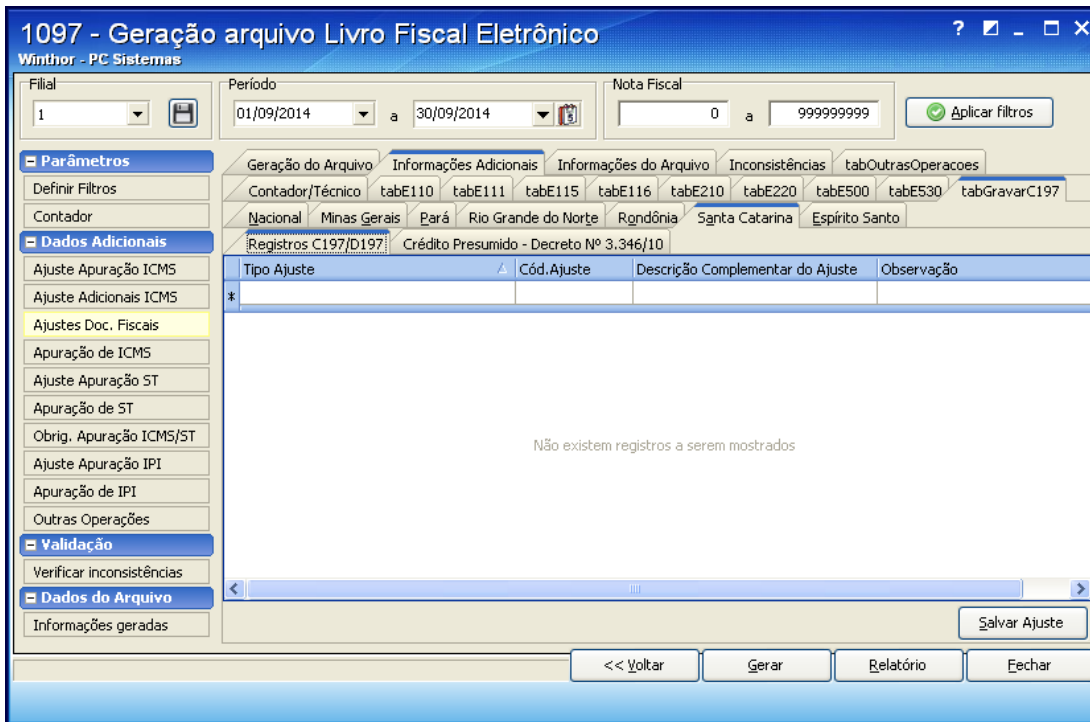 1097 - Geração arquivo Livro Fiscal Eletrônico
Winthor - PC Sistemas
Filial
Período
Nota Fiscal
1
01/09/2014 a 30/09/2014
0 a 999999999
Aplicar filtros
Parâmetros
Definir Filtros
Contador
Dados Adicionais
Ajuste Apuração ICMS
Ajuste Adicionais ICMS
Ajustes Doc. Fiscais
Apuração de ICMS
Ajuste Apuração ST
Apuração de ST
Obrig. Apuração ICMS/ST
Ajuste Apuração IPI
Apuração de IPI
Outras Operações
Validação
Verificar inconsistências
Dados do Arquivo
Informações geradas
Geração do Arquivo Informações Adicionais Informações do Arquivo Inconsistências tabOutrasOperacoes
Contador/Técnico tabE110 tabE111 tabE115 tabE116 tabE210 tabE220 tabE500 tabE530 tabGravarC197
Nacional Minas Gerais Pará Rio Grande do Norte Rondônia Santa Catarina Espírito Santo
Registros C197/D197 Crédito Presumido - Decreto Nº 3.346/10
Tipo Ajuste Cód.Ajuste Descrição Complementar do Ajuste Observação
Não existem registros a serem mostrados
Salvar Ajuste
<< Voltar Gerar Relatório Fechar